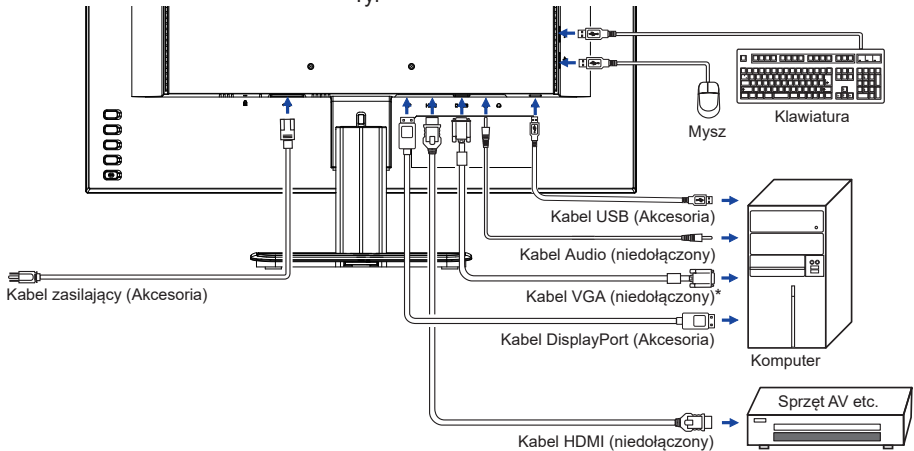 Klawiatura
Mysz
Kabel USB (Akcesoria)
Kabel Audio (niedołączony)
Kabel zasilający (Akcesoria)
Kabel VGA (niedołączony)*
Kabel DisplayPort (Akcesoria)
Komputer
Sprzęt AV etc.
Kabel HDMI (niedołączony)